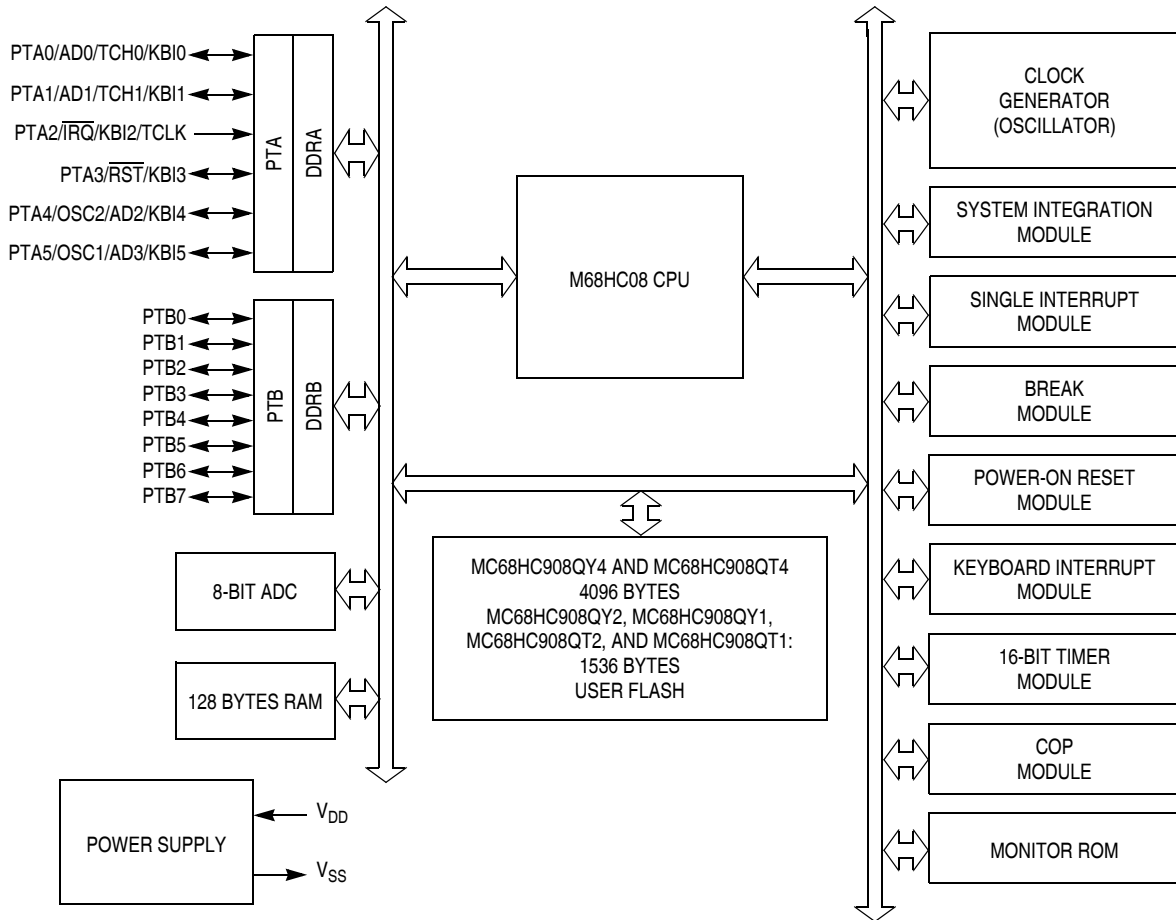 PTA0/AD0/TCH0/KBI0
PTA1/AD1/TCH1/KBI1
PTA2/I̅R̅Q̅/KBI2/TCLK
PTA3/R̅S̅T̅/KBI3
PTA4/OSC2/AD2/KBI4
PTA5/OSC1/AD3/KBI5
PTA
DDRA
PTB0
PTB1
PTB2
PTB3
PTB4
PTB5
PTB6
PTB7
PTB
DDRB
8-BIT ADC
128 BYTES RAM
POWER SUPPLY
VDD
VSS
M68HC08 CPU
MC68HC908QY4 AND MC68HC908QT4
4096 BYTES
MC68HC908QY2, MC68HC908QY1,
MC68HC908QT2, AND MC68HC908QT1:
1536 BYTES
USER FLASH
CLOCK
GENERATOR
(OSCILLATOR)
SYSTEM INTEGRATION
MODULE
SINGLE INTERRUPT
MODULE
BREAK
MODULE
POWER-ON RESET
MODULE
KEYBOARD INTERRUPT
MODULE
16-BIT TIMER
MODULE
COP
MODULE
MONITOR ROM